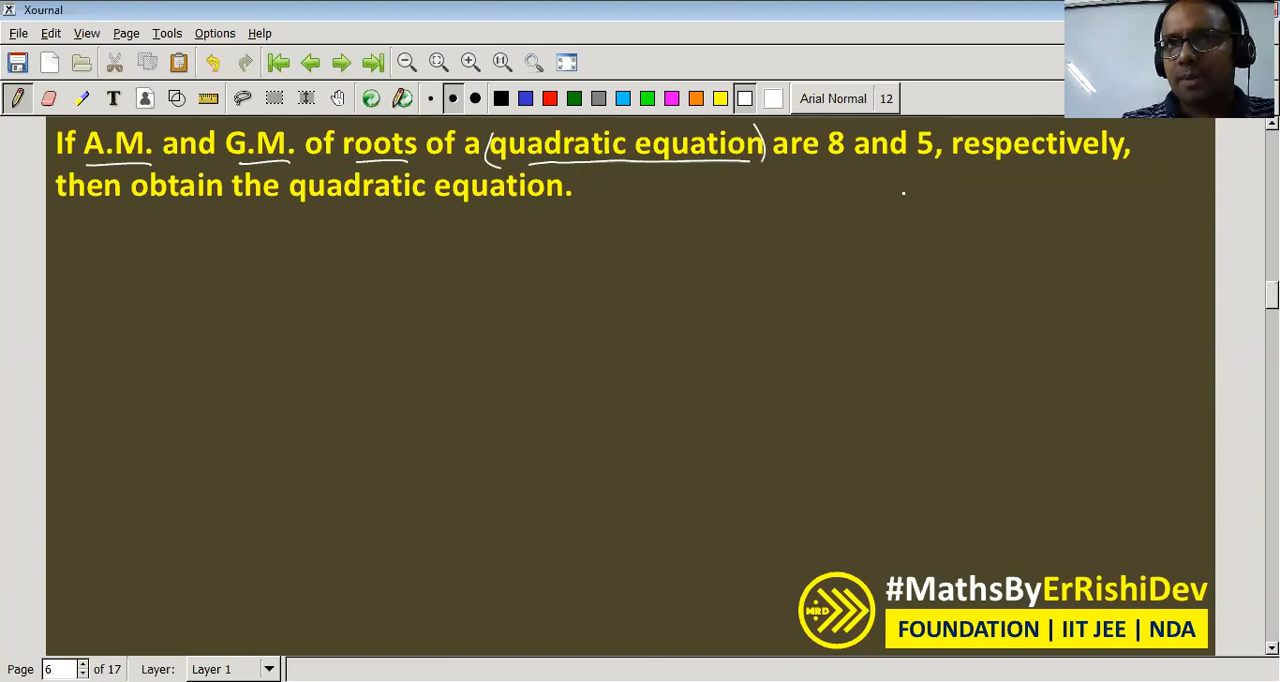 Xournal
File Edit View Page Tools Options Help
Arial Normal 12
If A.M. and G.M. of roots of a (quadratic equation) are 8 and 5, respectively,
then obtain the quadratic equation.
MRD
#MathsByErRishiDev
FOUNDATION | IIT JEE | NDA
Page 6 of 17 Layer: Layer 1